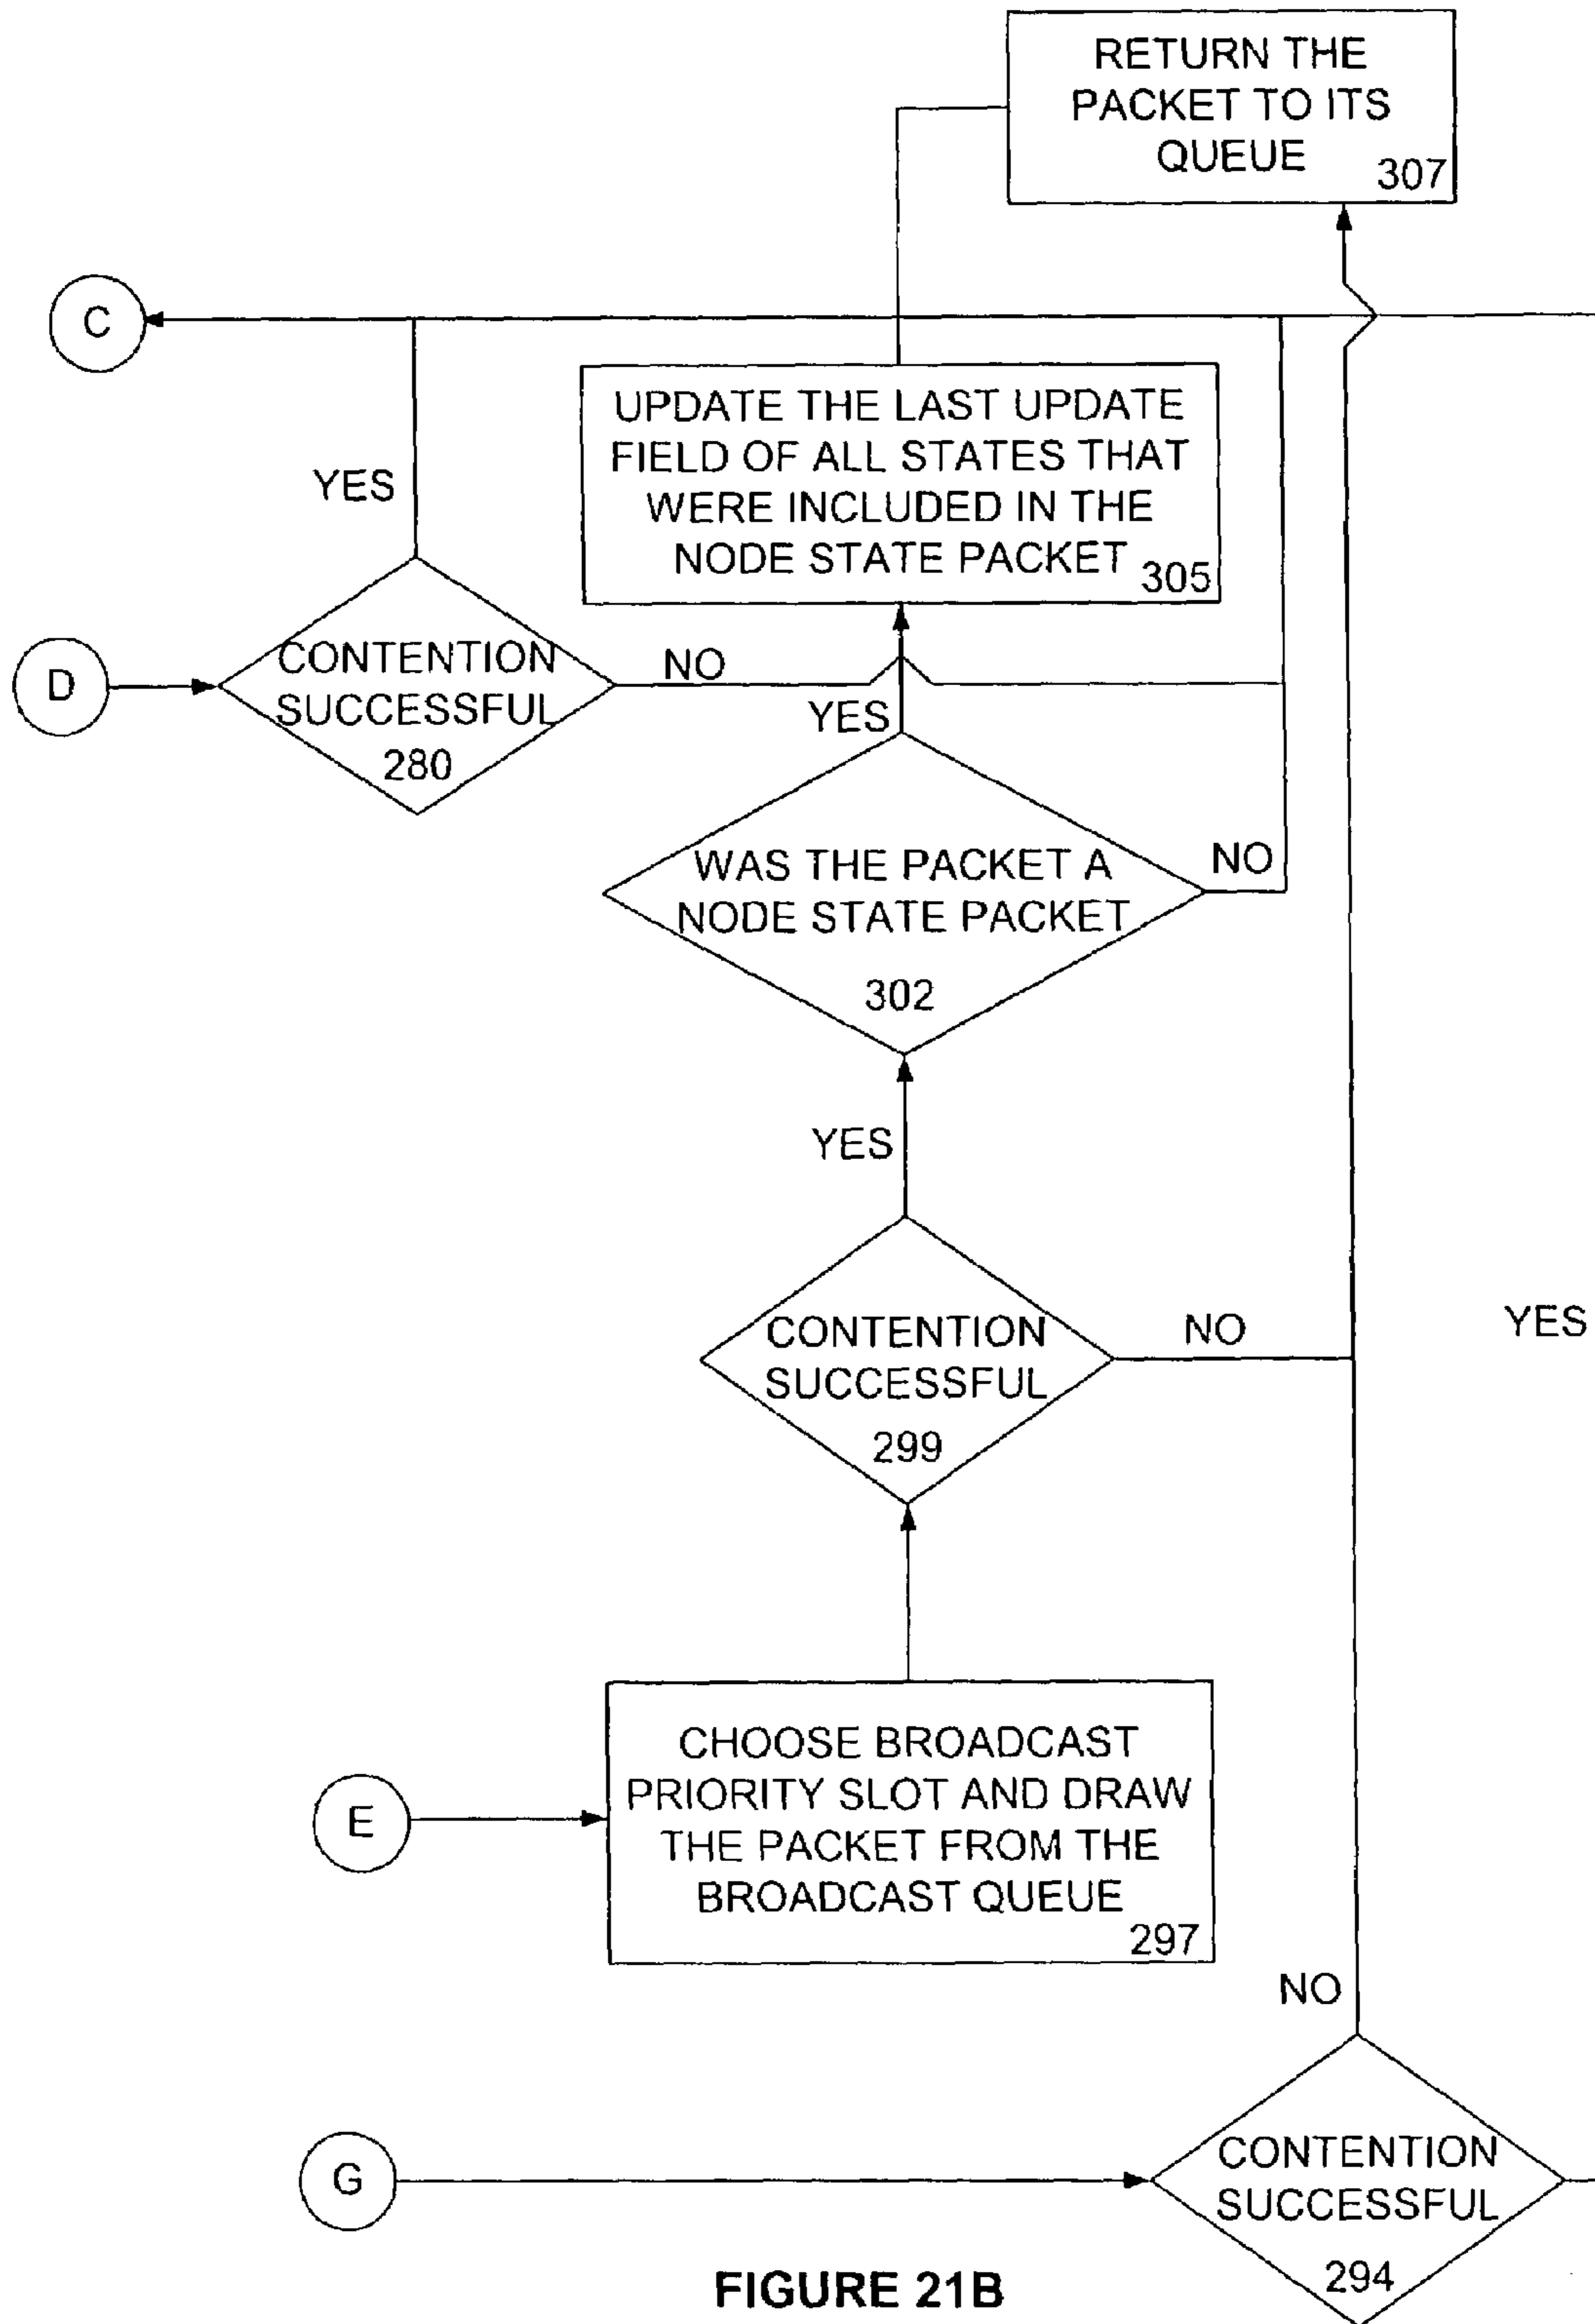 RETURN THE
PACKET TO ITS
QUEUE
307
C
UPDATE THE LAST UPDATE
FIELD OF ALL STATES THAT
WERE INCLUDED IN THE
NODE STATE PACKET
305
YES
D
CONTENTION
SUCCESSFUL
280
NO
YES
WAS THE PACKET A
NODE STATE PACKET
302
NO
YES
CONTENTION
SUCCESSFUL
299
NO
YES
E
CHOOSE BROADCAST
PRIORITY SLOT AND DRAW
THE PACKET FROM THE
BROADCAST QUEUE
297
NO
G
CONTENTION
SUCCESSFUL
294
FIGURE 21B